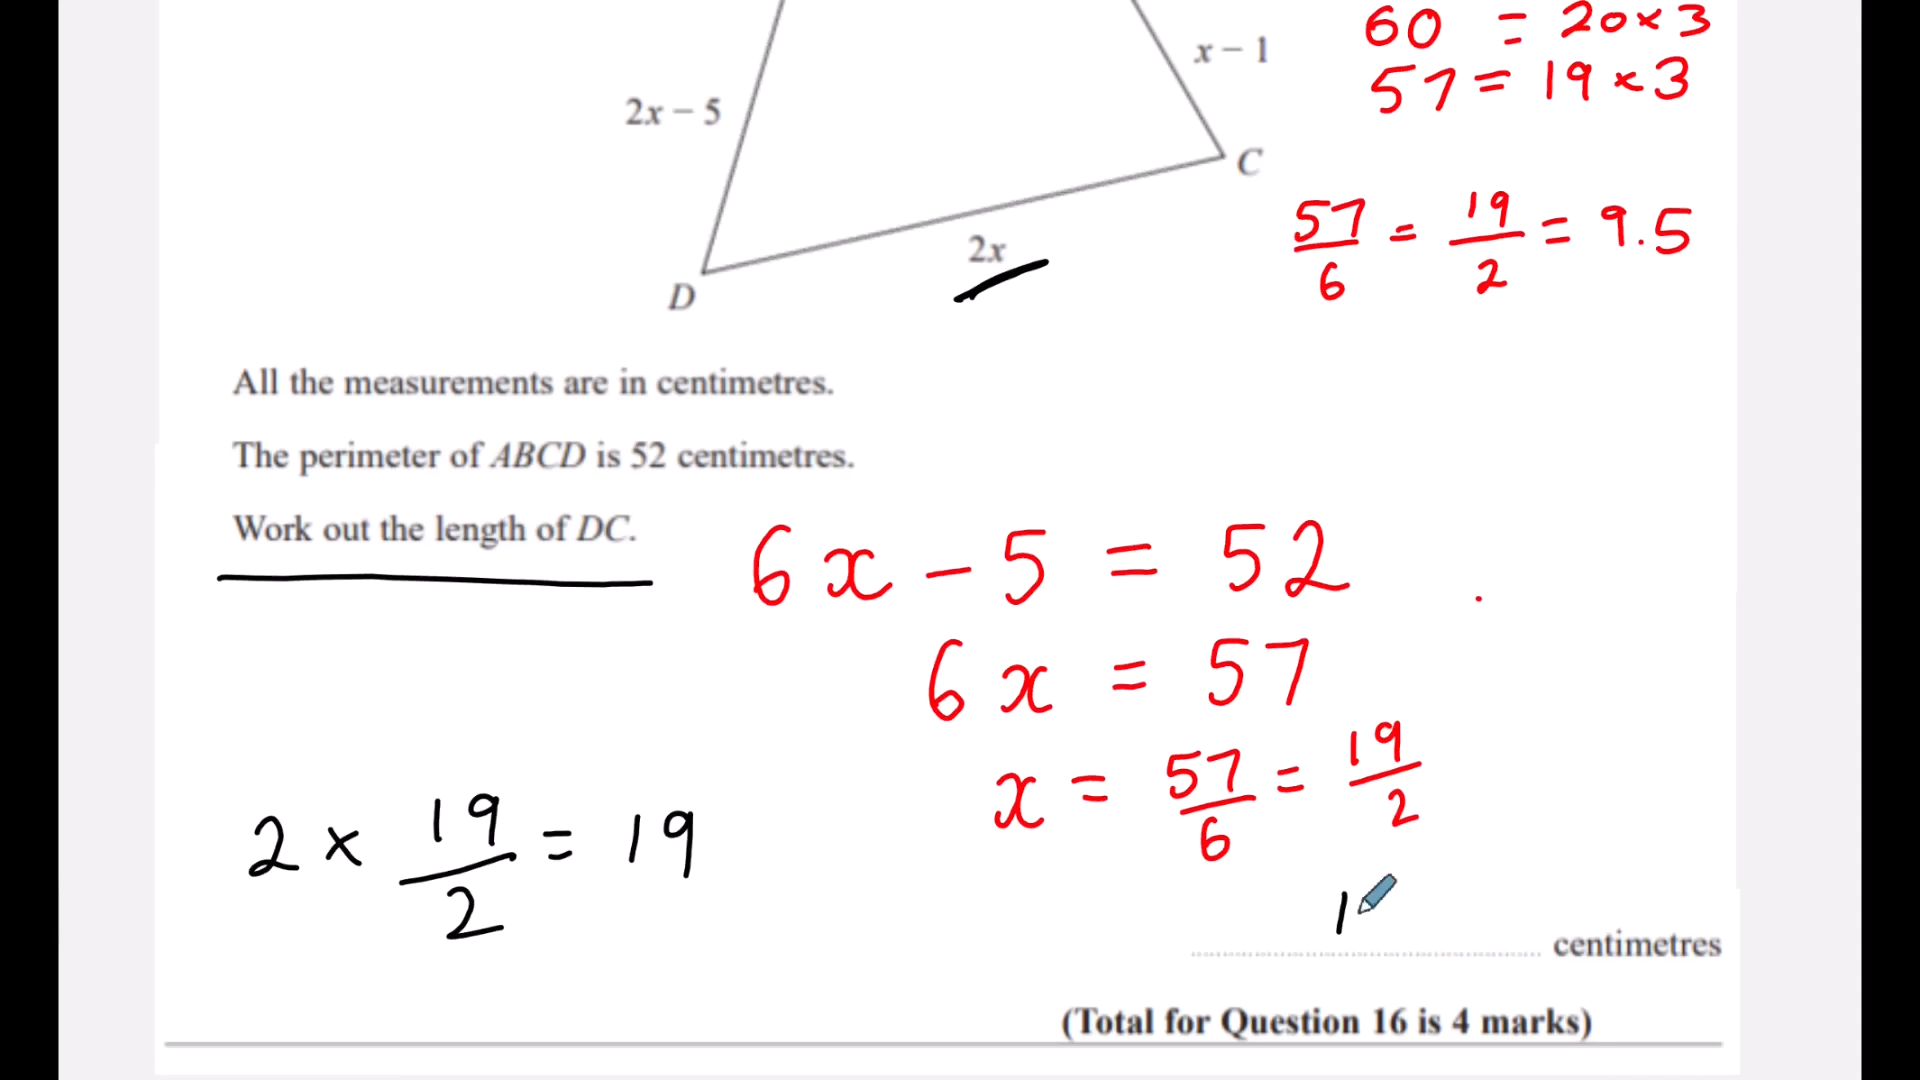 60 = 20 × 3
x – 1
57 = 19 × 3
2x – 5
C
57/6 = 19/2 = 9.5
2x
D
All the measurements are in centimetres.
The perimeter of ABCD is 52 centimetres.
Work out the length of DC.
6x – 5 = 52
6x = 57
x = 57/6 = 19/2
2 × 19/2 = 19
1
centimetres
(Total for Question 16 is 4 marks)